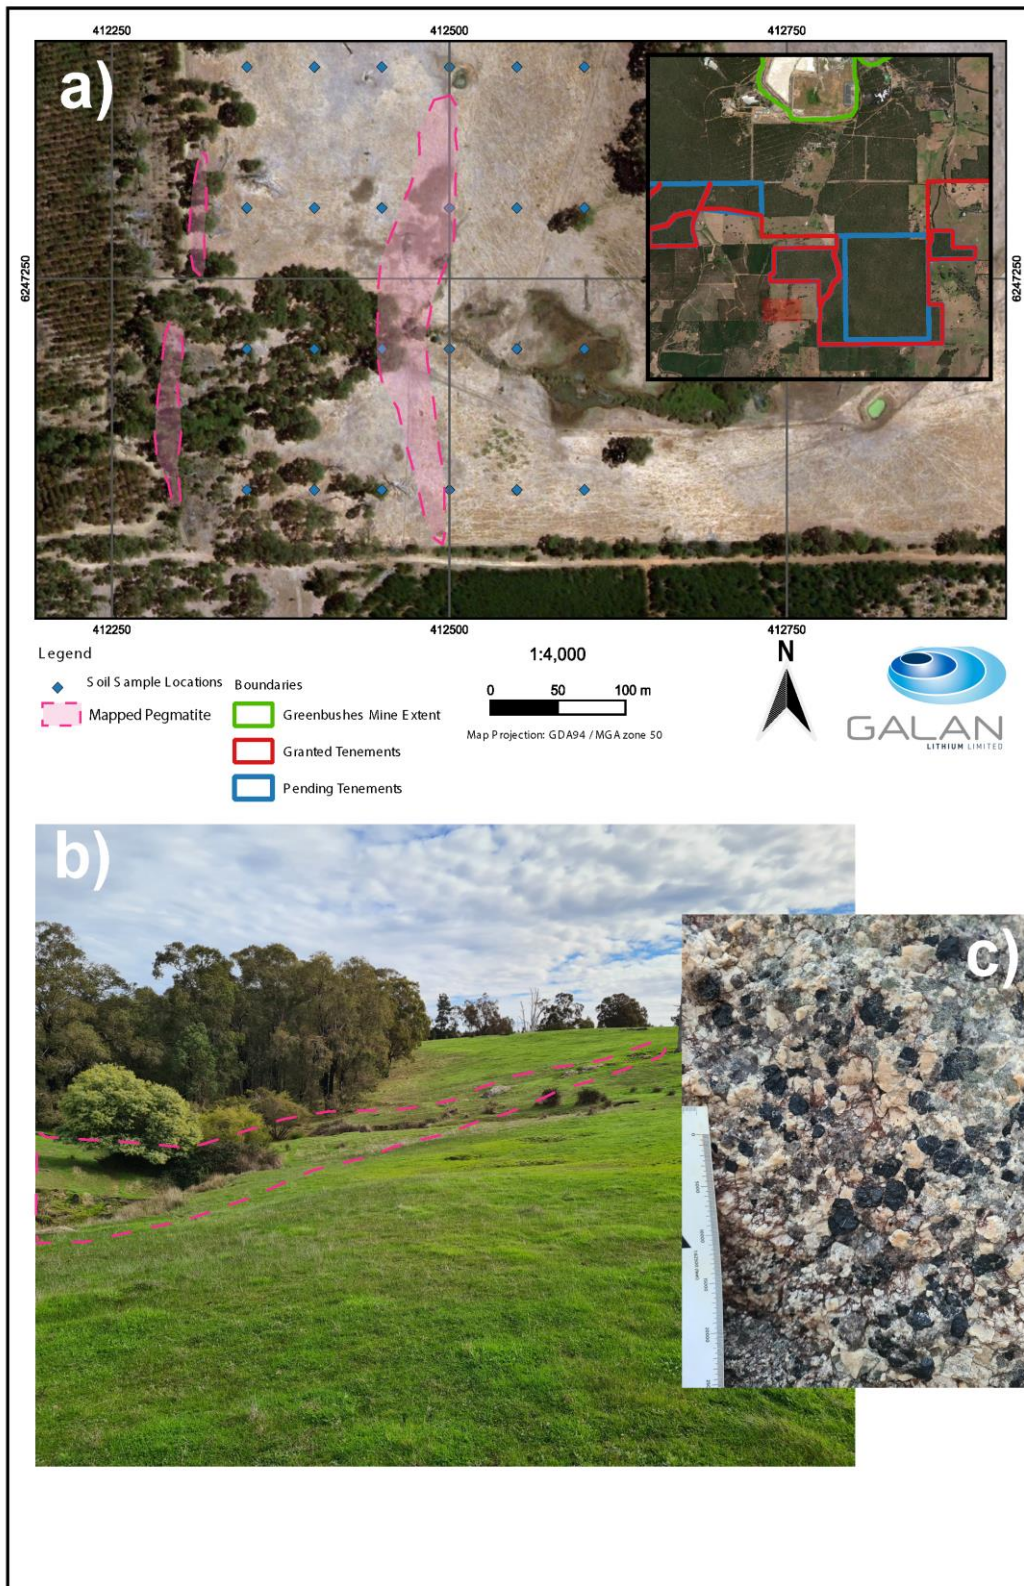 412250 412500 412750
a)
6247250
6247250
412250 412500 412750
Legend
Soil Sample Locations
Mapped Pegmatite
Boundaries
Greenbushes Mine Extent
Granted Tenements
Pending Tenements
1:4,000
0 50 100 m
Map Projection: GDA94 / MGA zone 50
N
GALAN
LITHIUM LIMITED
b)
c)